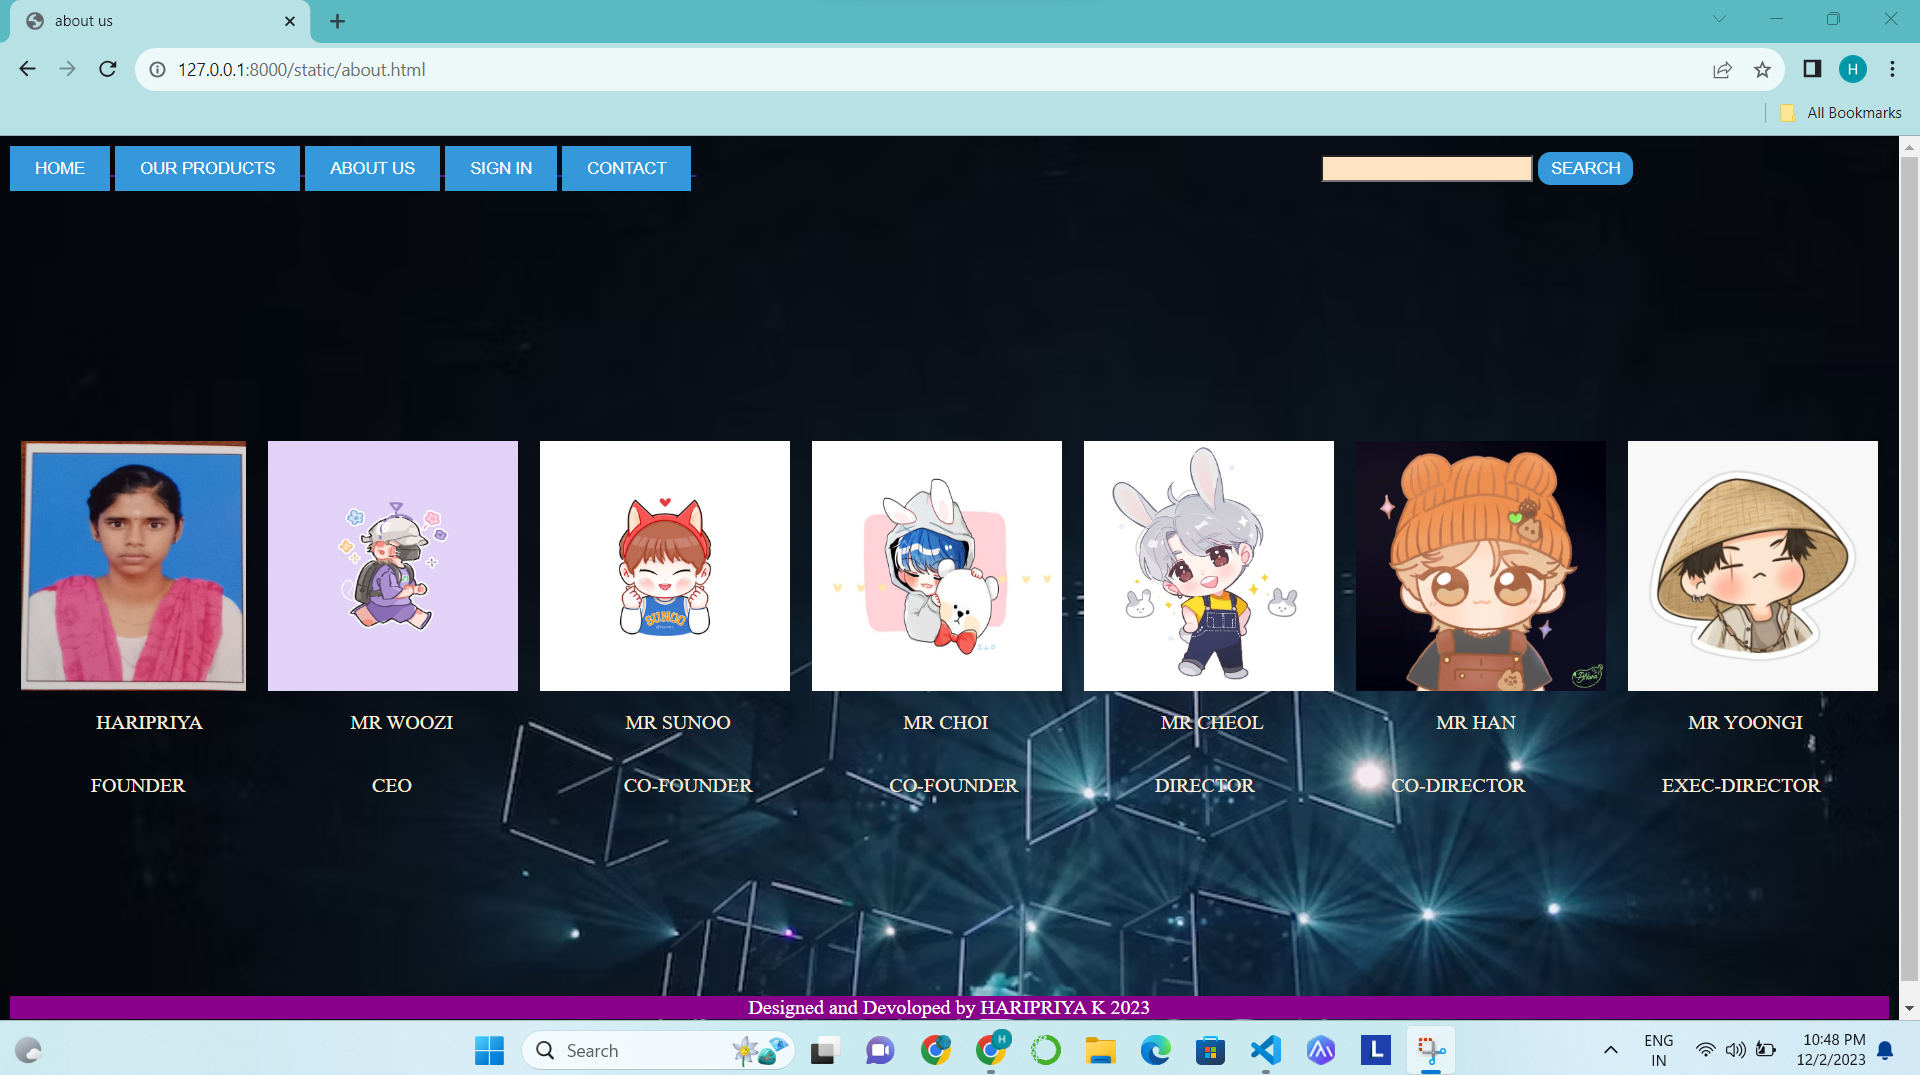 about us
127.0.0.1:8000/static/about.html
All Bookmarks
H
HOME OUR PRODUCTS ABOUT US SIGN IN CONTACT SEARCH
SUNOO
HARIPRIYA MR WOOZI MR SUNOO MR CHOI MR CHEOL MR HAN MR YOONGI
FOUNDER CEO CO-FOUNDER CO-FOUNDER DIRECTOR CO-DIRECTOR EXEC-DIRECTOR
Designed and Devoloped by HARIPRIYA K 2023
Search
H
L
ENG
IN
10:48 PM
12/2/2023